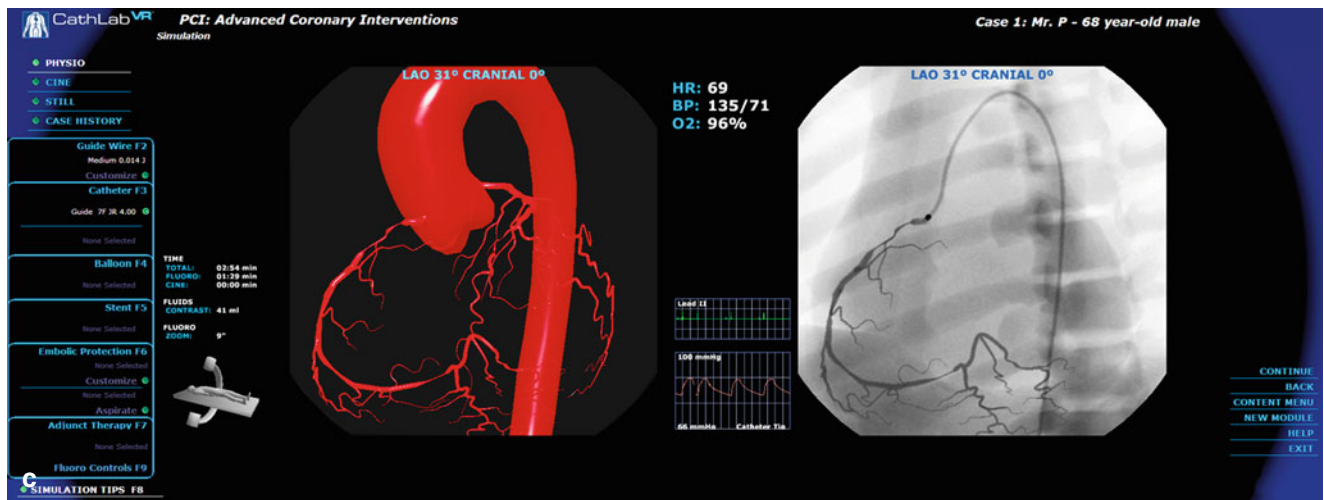 CathLab VR
PCI: Advanced Coronary Interventions
Case 1: Mr. P - 68 year-old male
Simulation
PHYSIO
CINE
STILL
CASE HISTORY
Guide Wire F2
Medium 0.014 J
Customize
Catheter F3
Guide 7F JR 4.00
None Selected
Balloon F4
None Selected
Stent F5
None Selected
Embolic Protection F6
None Selected
Customize
None Selected
Aspirate
Adjunct Therapy F7
None Selected
Fluoro Controls F9
C
SIMULATION TIPS F8
TIME
TOTAL: 02:54 min
FLUORO: 01:29 min
CINE: 00:00 min
FLUIDS
CONTRAST: 41 ml
FLUORO
ZOOM: 9"
LAO 31º CRANIAL 0º
HR: 69
BP: 135/71
O2: 96%
Lead II
100 mmHg
66 mmHg Catheter Tip
LAO 31º CRANIAL 0º
CONTINUE
BACK
CONTENT MENU
NEW MODULE
HELP
EXIT